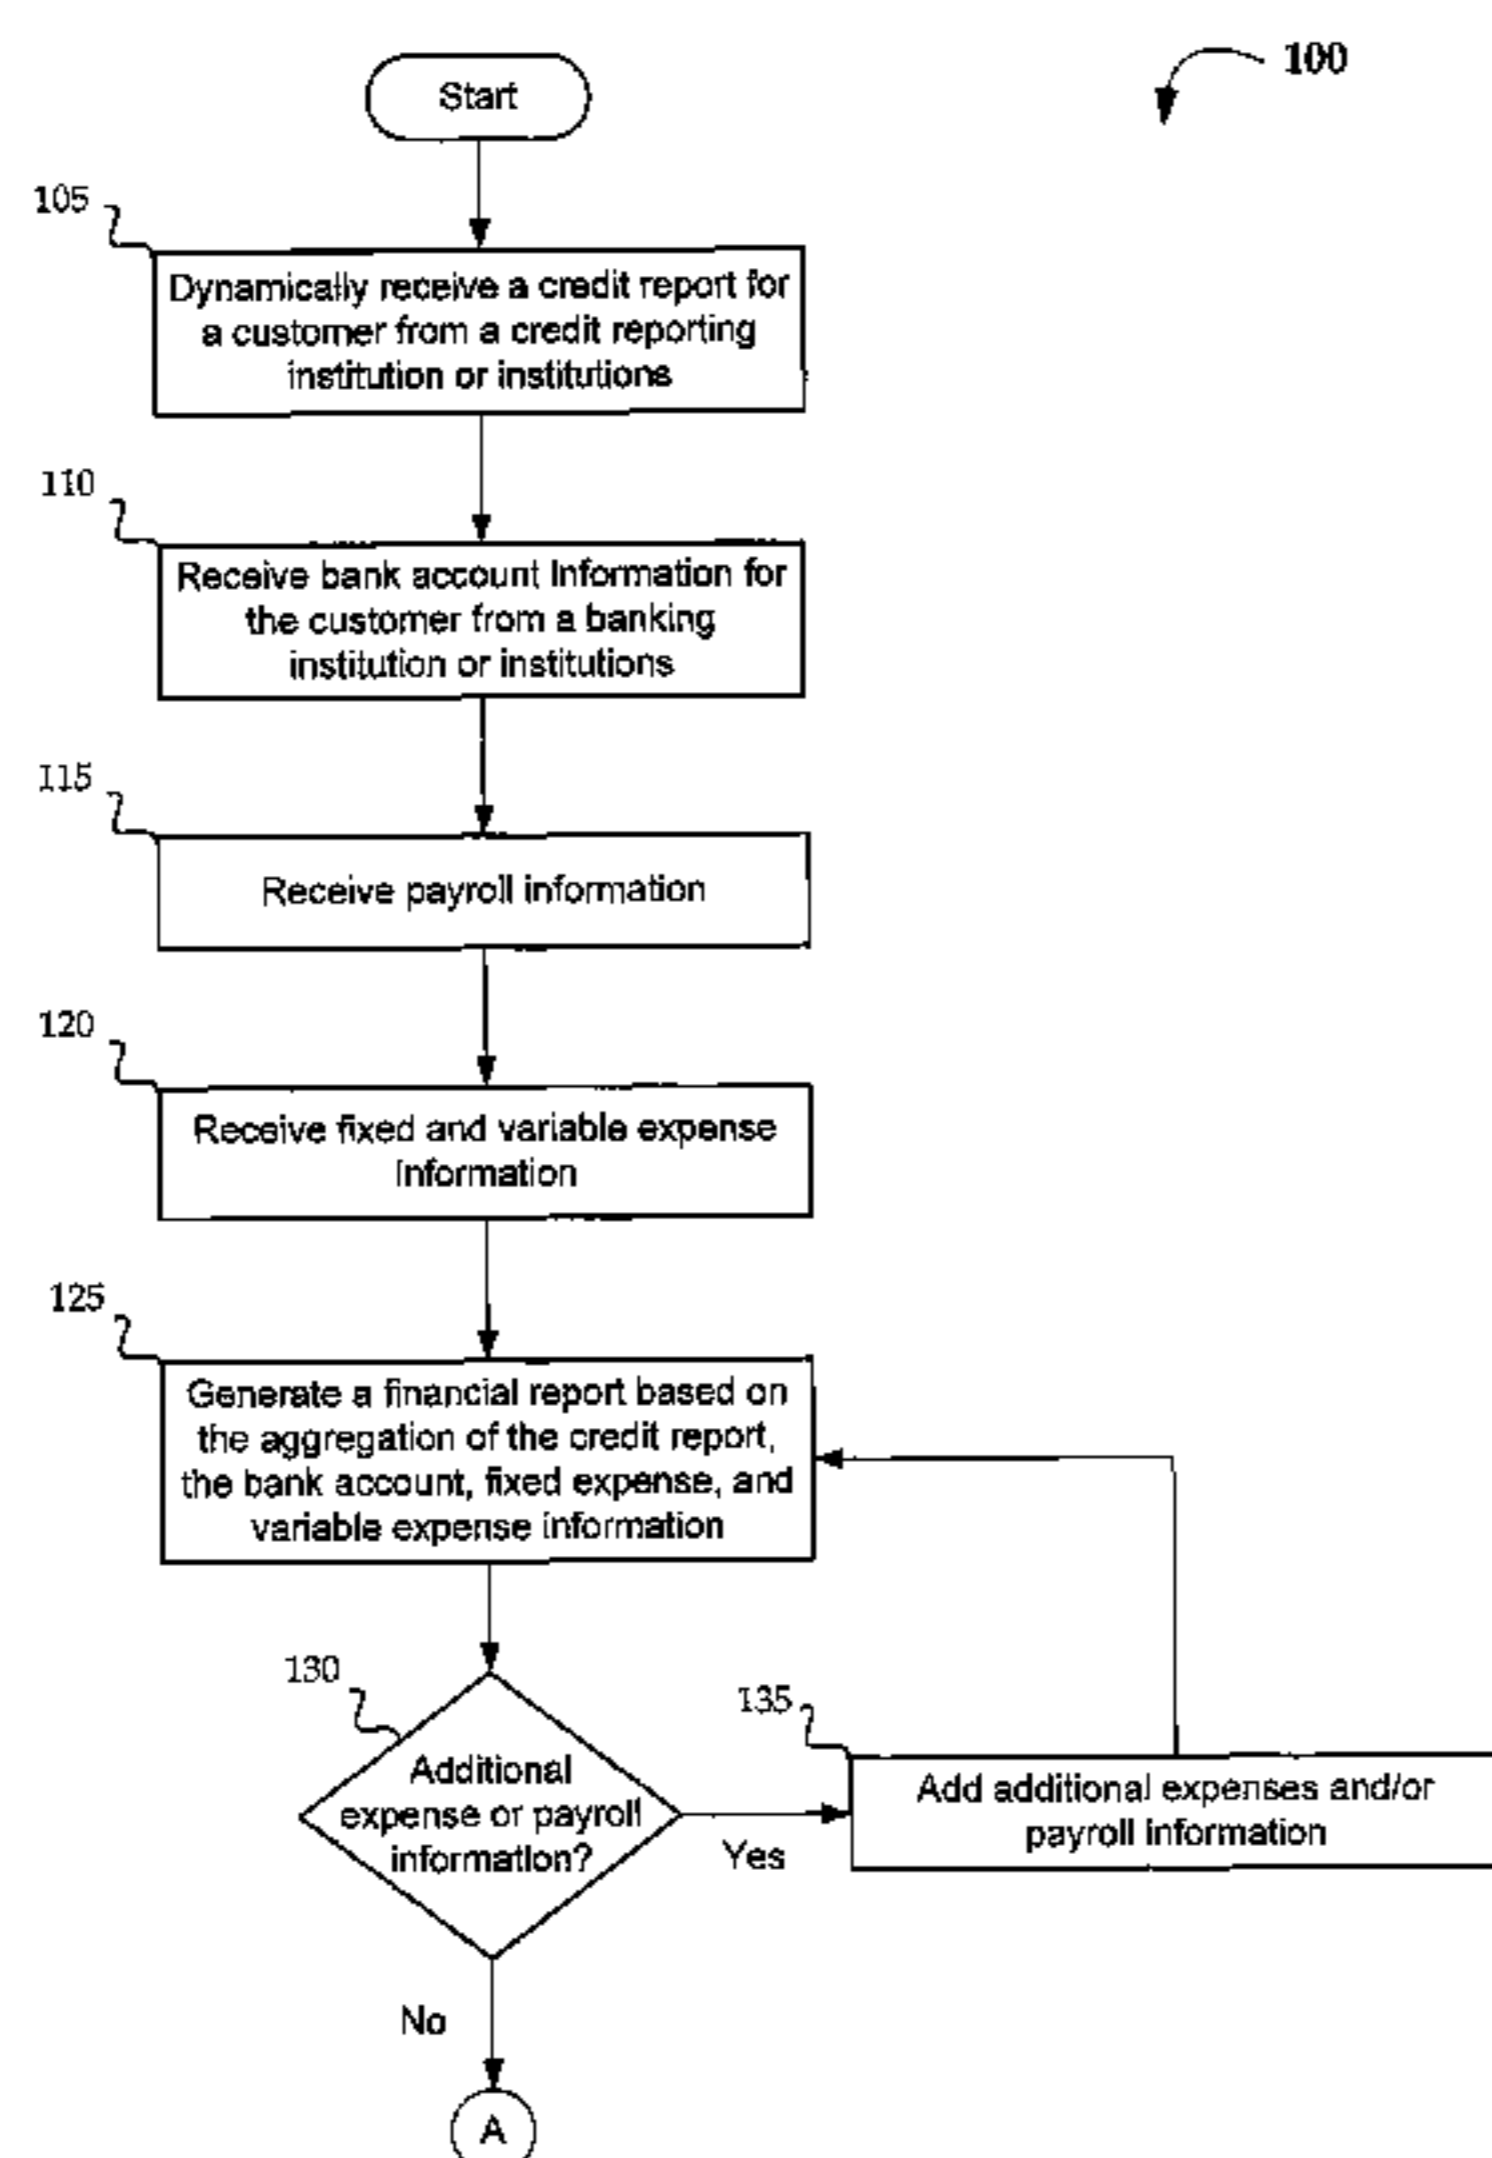 100
Start
105
Dynamically receive a credit report for
a customer from a credit reporting
institution or institutions
110
Receive bank account Information for
the customer from a banking
institution or institutions
115
Receive payroll information
120
Receive fixed and variable expense
Information
125
Generate a financial report based on
the aggregation of the credit report,
the bank account, fixed expense, and
variable expense information
130
Additional
expense or payroll
information?
Yes
135
Add additional expenses and/or
payroll information
No
A